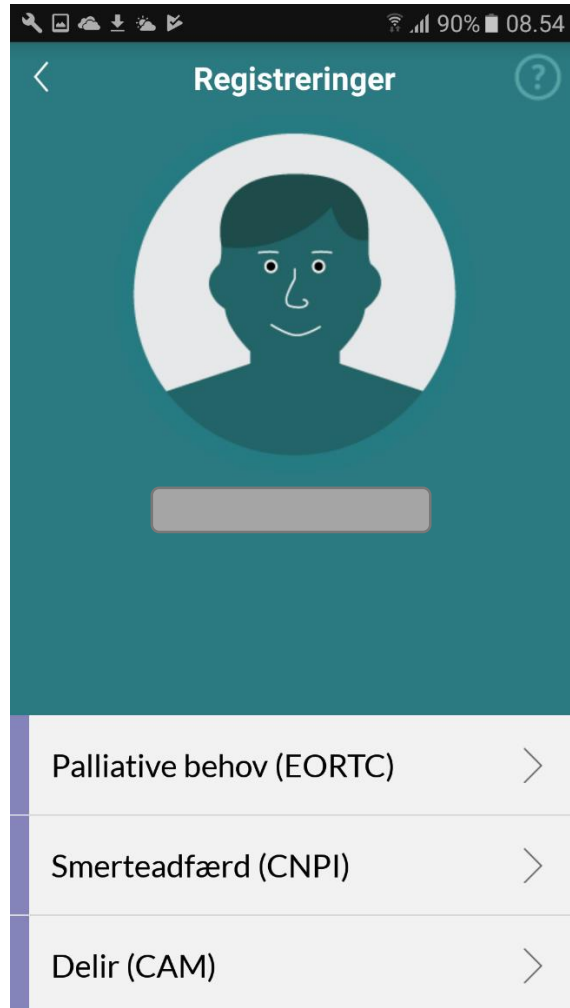 90% 08.54
Registreringer
?
Palliative behov (EORTC)
Smerteadfærd (CNPI)
Delir (CAM)